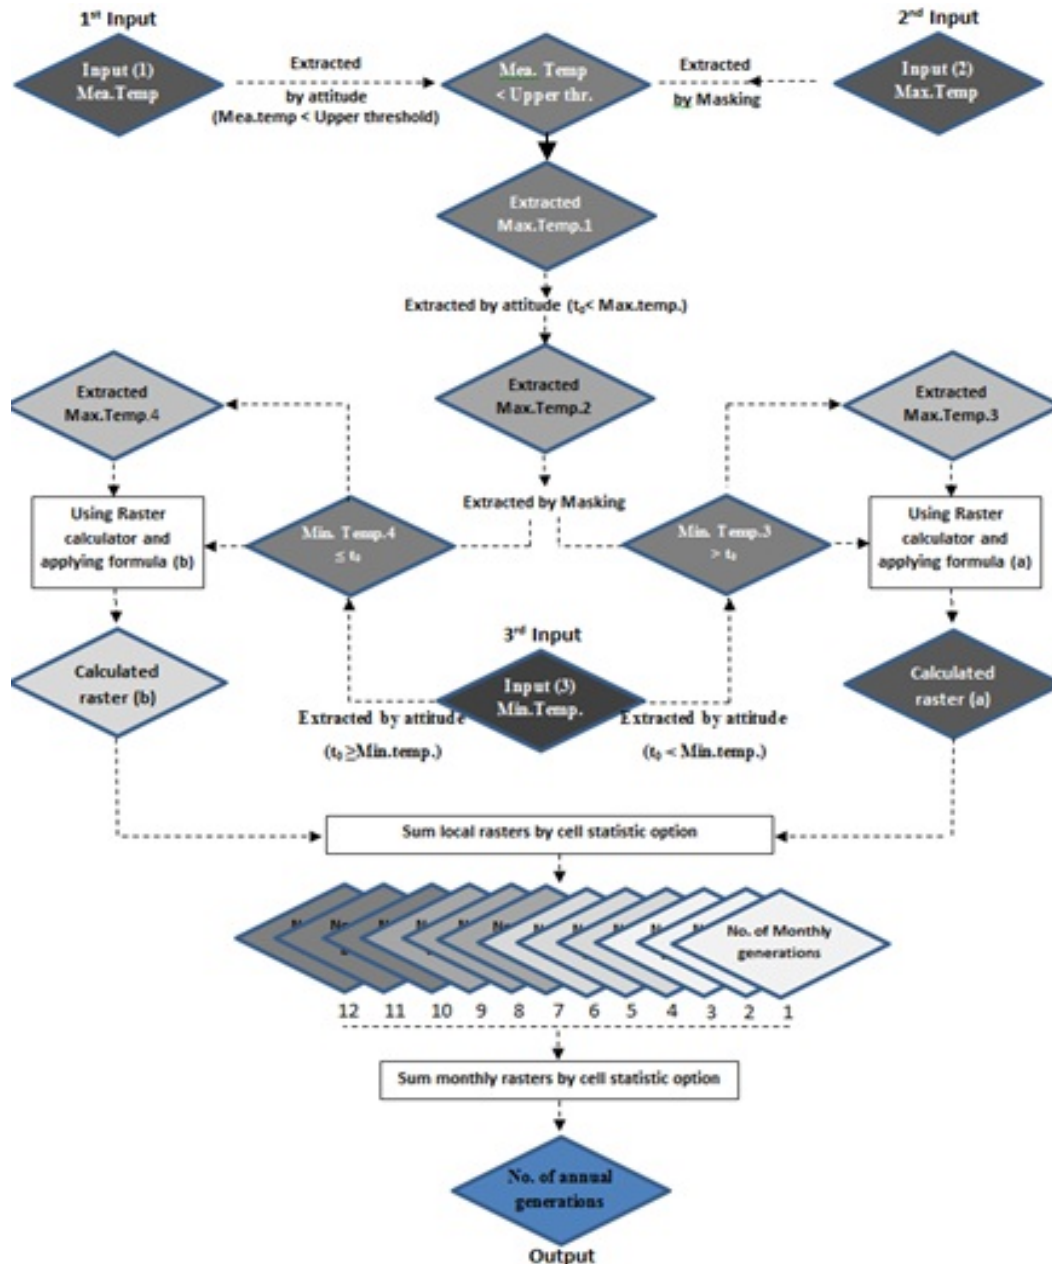 1st Input
2nd Input
Input (1)
Mea.Temp
Extracted
by attitude
(Mea.temp < Upper threshold)
Mea. Temp
< Upper thr.
Extracted
by Masking
Input (2)
Max.Temp
Extracted
Max.Temp.1
Extracted by attitude (t0< Max.temp.)
Extracted
Max.Temp.4
Extracted
Max.Temp.2
Extracted
Max.Temp.3
Extracted by Masking
Using Raster
calculator and
applying formula (b)
Min. Temp.4
≤ t0
Min. Temp.3
> t0
Using Raster
calculator and
applying formula (a)
3rd Input
Calculated
raster (b)
Input (3)
Min.Temp.
Calculated
raster (a)
Extracted by attitude
(t0 ≥Min.temp.)
Extracted by attitude
(t0 < Min.temp.)
Sum local rasters by cell statistic option
No. of Monthly
generations
12 11 10 9 8 7 6 5 4 3 2 1
Sum monthly rasters by cell statistic option
No. of annual
generations
Output